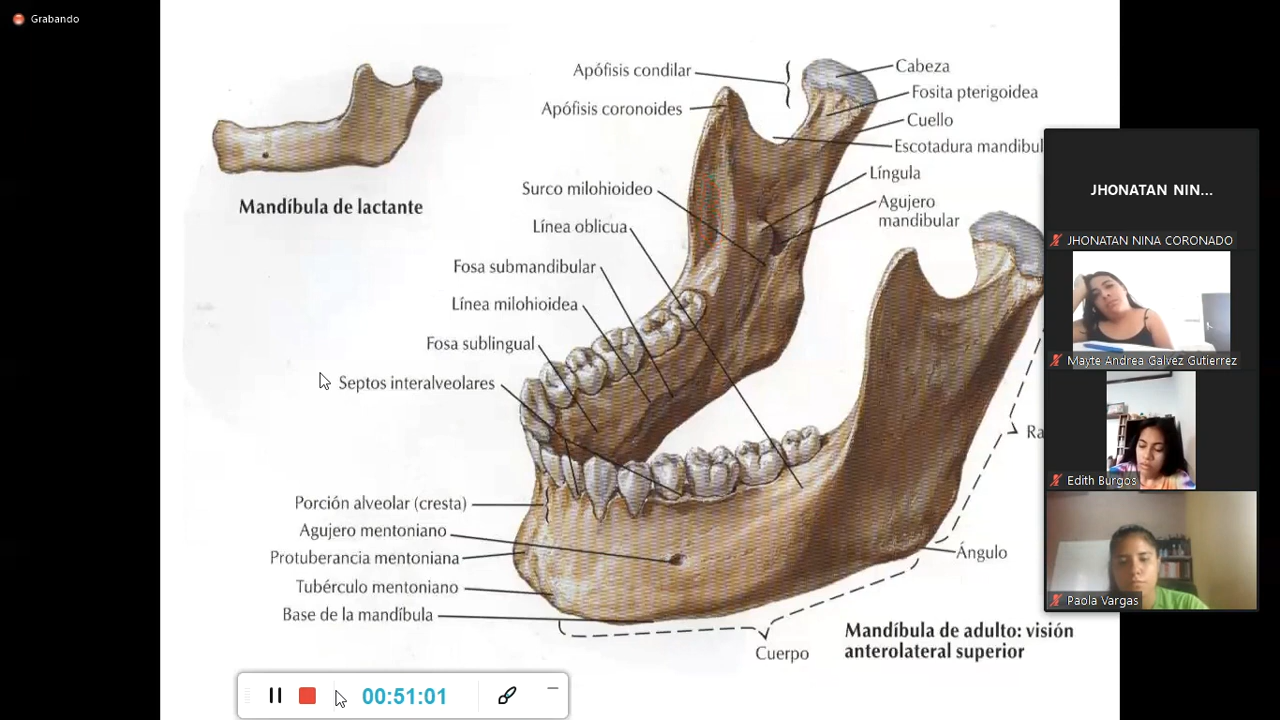 Grabando
Apófisis condilar
Apófisis coronoides
Cabeza
Fosita pterigoidea
Cuello
Escotadura mandibul
Língula
Agujero
mandibular
Surco milohioideo
Línea oblicua
Fosa submandibular
Línea milohioidea
Fosa sublingual
Septos interalveolares
Mandíbula de lactante
Porción alveolar (cresta)
Agujero mentoniano
Protuberancia mentoniana
Tubérculo mentoniano
Base de la mandíbula
Ra
Ángulo
Cuerpo
Mandíbula de adulto: visión
anterolateral superior
JHONATAN NIN...
JHONATAN NINA CORONADO
Mayte Andrea Galvez Gutierrez
Edith Burgos
Paola Vargas
00:51:01